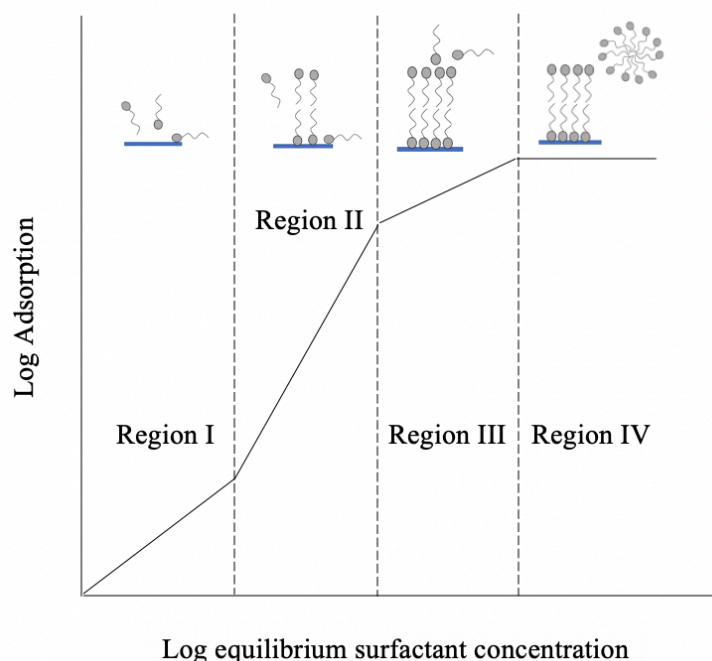 Region II
Log Adsorption
Region I
Region III
Region IV
Log equilibrium surfactant concentration